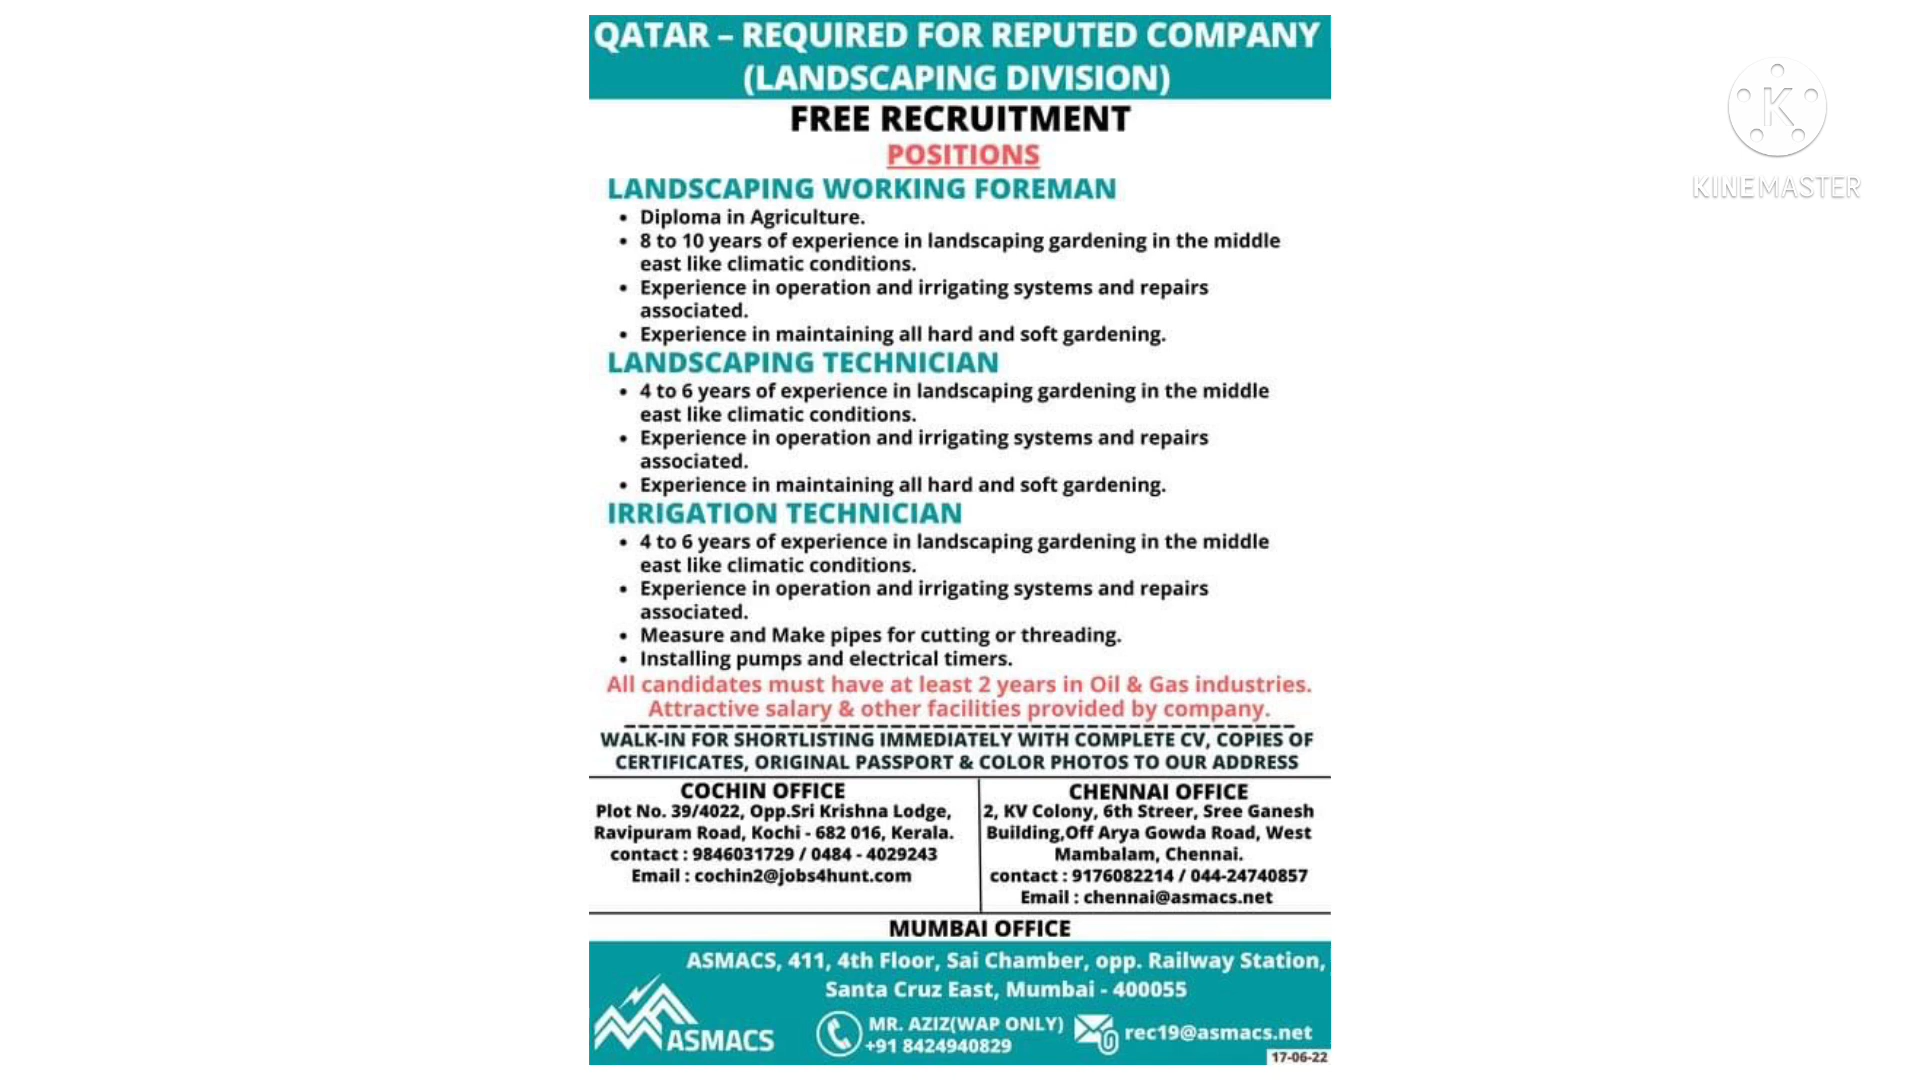 QATAR – REQUIRED FOR REPUTED COMPANY
(LANDSCAPING DIVISION)
FREE RECRUITMENT
POSITIONS
LANDSCAPING WORKING FOREMAN
• Diploma in Agriculture.
• 8 to 10 years of experience in landscaping gardening in the middle
east like climatic conditions.
• Experience in operation and irrigating systems and repairs
associated.
• Experience in maintaining all hard and soft gardening.
LANDSCAPING TECHNICIAN
• 4 to 6 years of experience in landscaping gardening in the middle
east like climatic conditions.
• Experience in operation and irrigating systems and repairs
associated.
• Experience in maintaining all hard and soft gardening.
IRRIGATION TECHNICIAN
• 4 to 6 years of experience in landscaping gardening in the middle
east like climatic conditions.
• Experience in operation and irrigating systems and repairs
associated.
• Measure and Make pipes for cutting or threading.
• Installing pumps and electrical timers.
All candidates must have at least 2 years in Oil & Gas industries.
Attractive salary & other facilities provided by company.
WALK-IN FOR SHORTLISTING IMMEDIATELY WITH COMPLETE CV, COPIES OF
CERTIFICATES, ORIGINAL PASSPORT & COLOR PHOTOS TO OUR ADDRESS
COCHIN OFFICE
Plot No. 39/4022, Opp.Sri Krishna Lodge,
Ravipuram Road, Kochi - 682 016, Kerala.
contact : 9846031729 / 0484 - 4029243
Email : cochin2@jobs4hunt.com
CHENNAI OFFICE
2, KV Colony, 6th Streer, Sree Ganesh
Building,Off Arya Gowda Road, West
Mambalam, Chennai.
contact : 9176082214 / 044-24740857
Email : chennai@asmacs.net
MUMBAI OFFICE
ASMACS, 411, 4th Floor, Sai Chamber, opp. Railway Station,
Santa Cruz East, Mumbai - 400055
ASMACS
MR. AZIZ(WAP ONLY)
+91 8424940829
rec19@asmacs.net
17-06-22
K
KINEMASTER